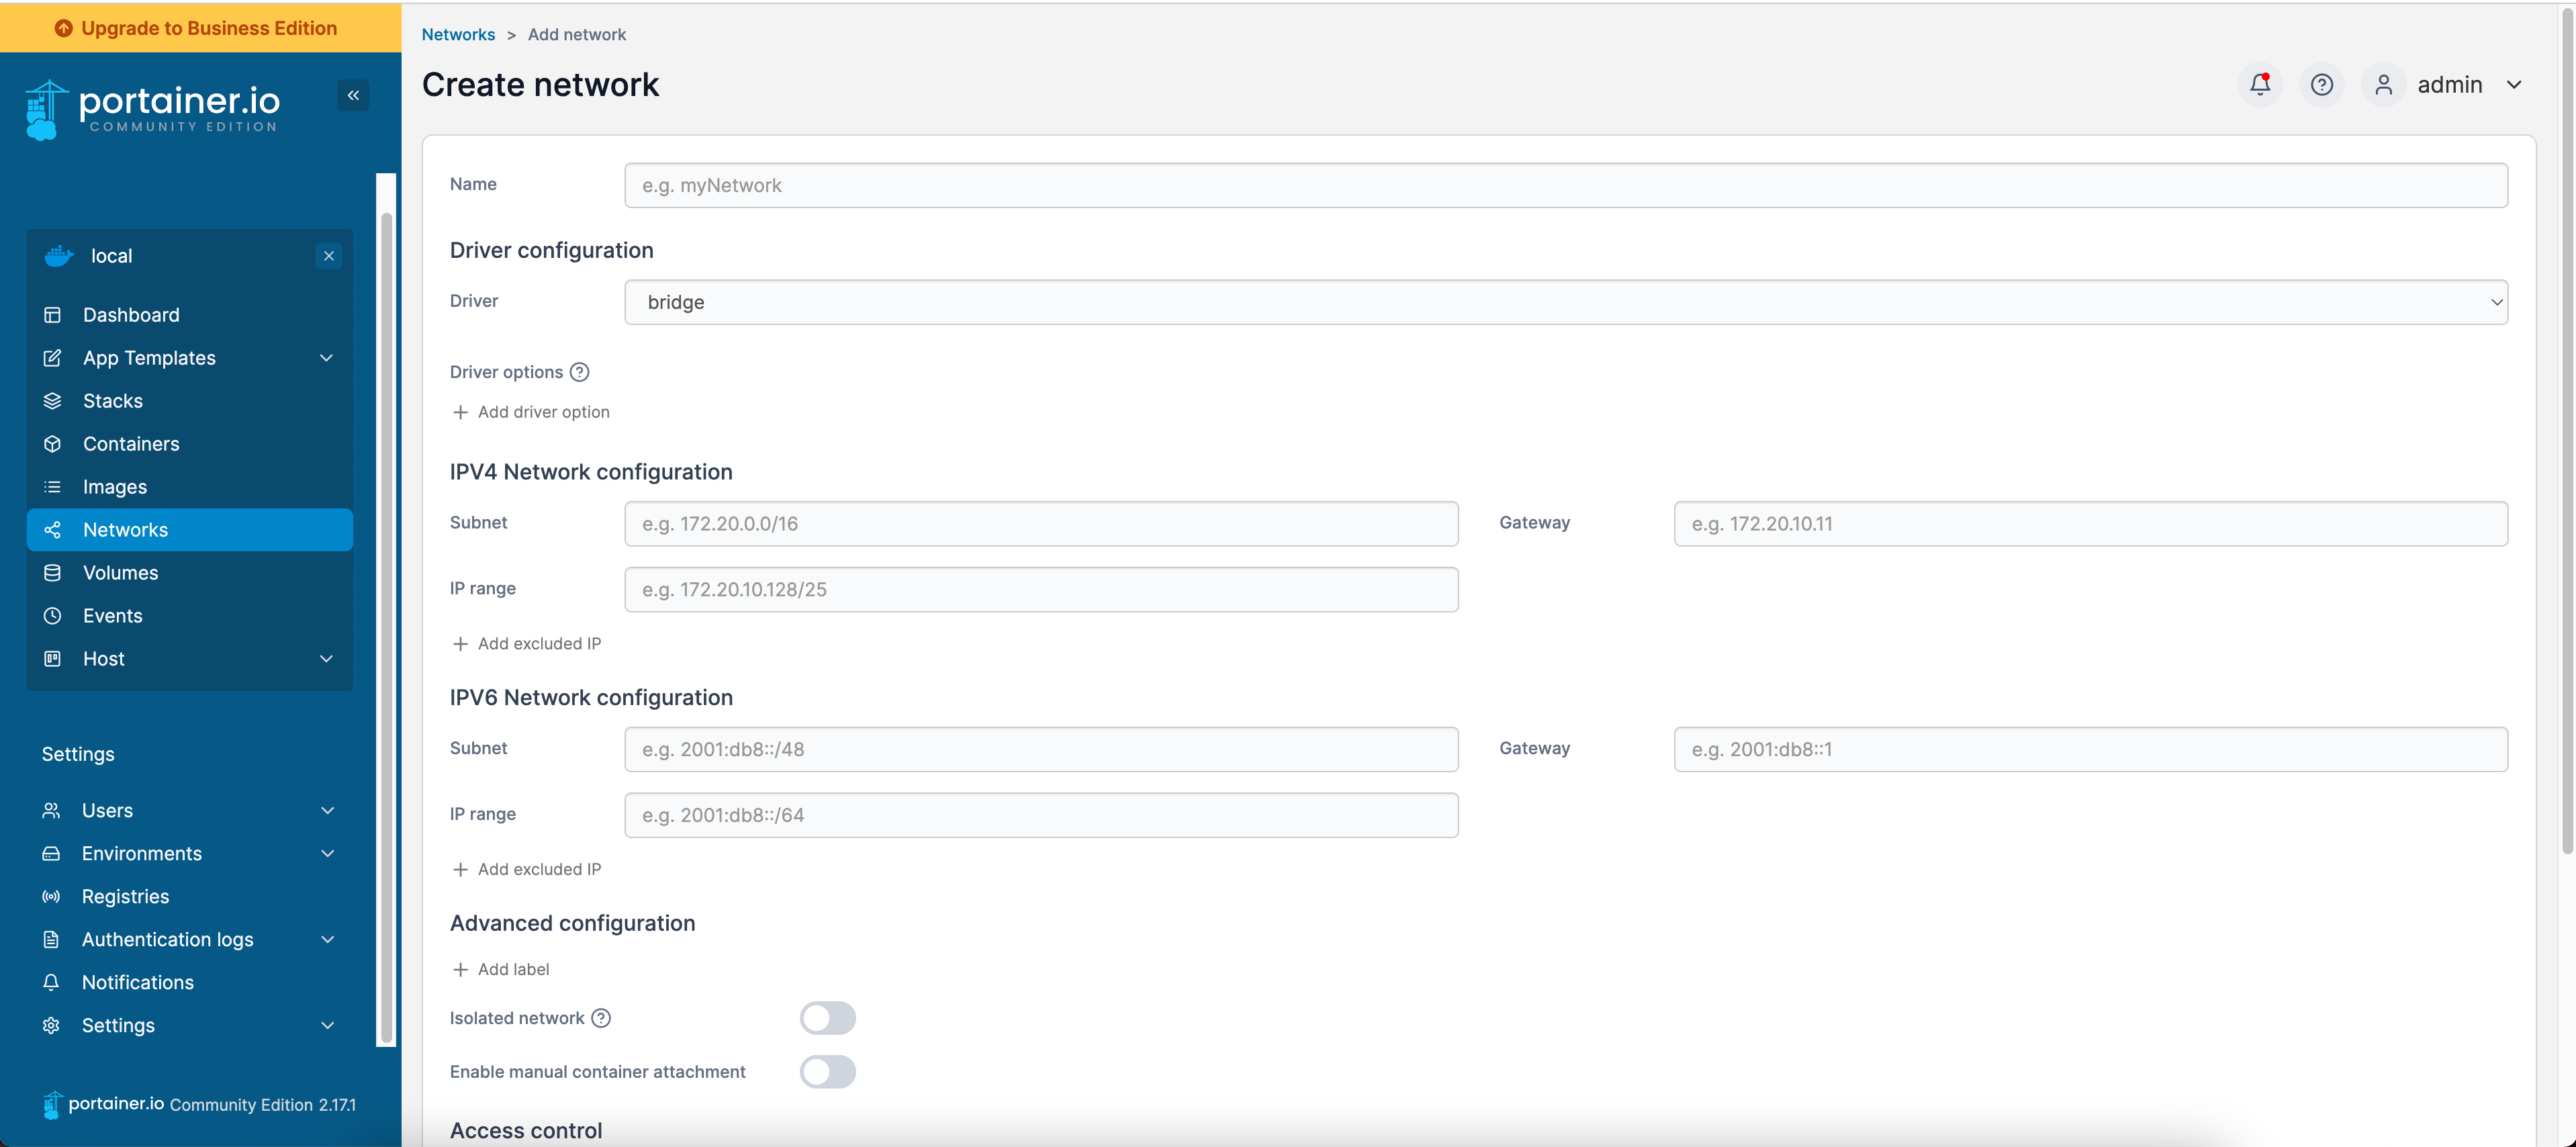 Upgrade to Business Edition
portainer.io
COMMUNITY EDITION
local
Dashboard
App Templates
Stacks
Containers
Images
Networks
Volumes
Events
Host
Settings
Users
Environments
Registries
Authentication logs
Notifications
Settings
portainer.io Community Edition 2.17.1
Networks > Add network
Create network
admin
Name
e.g. myNetwork
Driver configuration
Driver
bridge
Driver options
Add driver option
IPV4 Network configuration
Subnet
e.g. 172.20.0.0/16
Gateway
e.g. 172.20.10.11
IP range
e.g. 172.20.10.128/25
Add excluded IP
IPV6 Network configuration
Subnet
e.g. 2001:db8::/48
Gateway
e.g. 2001:db8::1
IP range
e.g. 2001:db8::/64
Add excluded IP
Advanced configuration
Add label
Isolated network
Enable manual container attachment
Access control